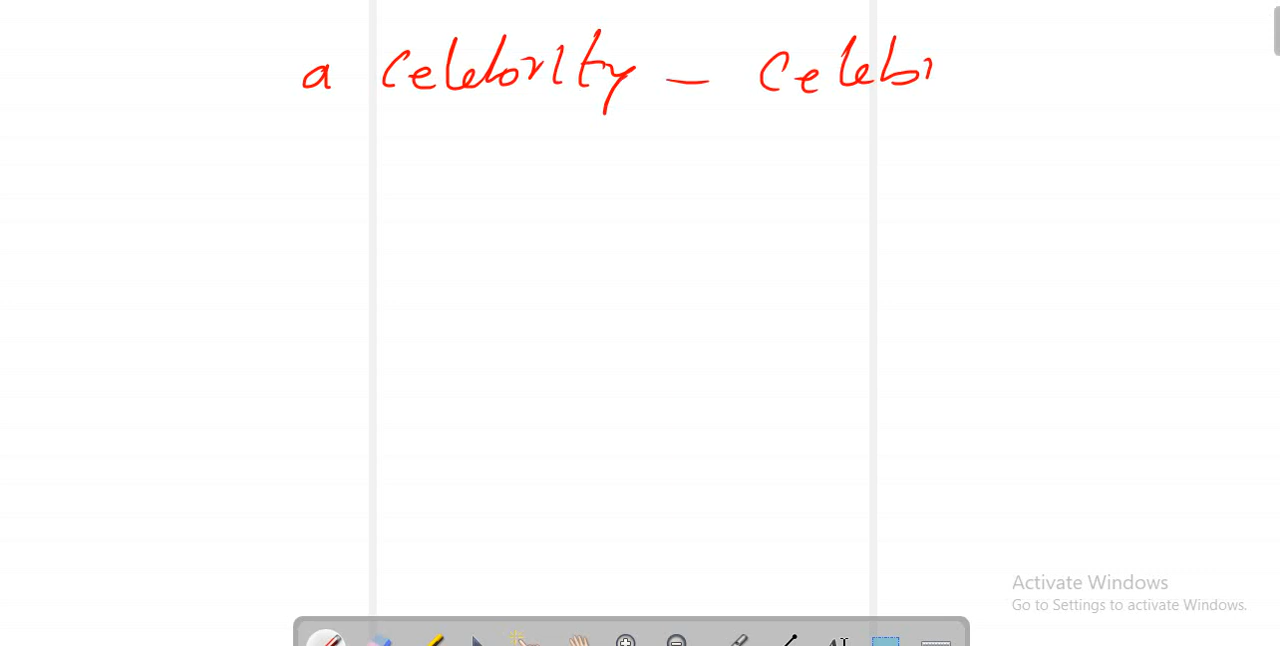 a celebrity - celebr
Activate Windows
Go to Settings to activate Windows.